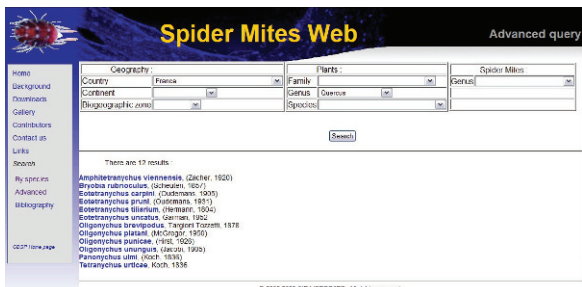 Spider Mites Web
Advanced query
Home
Background
Downloads
Gallery
Contributors
Contact us
Links
Search
By species
Advanced
Bibliography
CBGP Home page
Geography :
Plants :
Spider Mites
Country France
Family
Genus
Continent
Genus Quercus
Biogeographic zone
Species
Search
There are 12 results :
Amphitetranychus viennensis, (Zacher, 1920)
Bryobia rubrioculus, (Scheuten, 1857)
Eotetranychus carpini, (Oudemans, 1905)
Eotetranychus pruni, (Oudemans, 1931)
Eotetranychus tiliarium, (Hermann, 1804)
Eotetranychus uncatus, Garman, 1952
Oligonychus brevipodus, Targioni Tozzetti, 1878
Oligonychus platani, (McGregor, 1950)
Oligonychus punicae, (Hirst, 1926)
Oligonychus ununguis, (Jacobi, 1905)
Panonychus ulmi, (Koch, 1836)
Tetranychus urticae, Koch, 1836